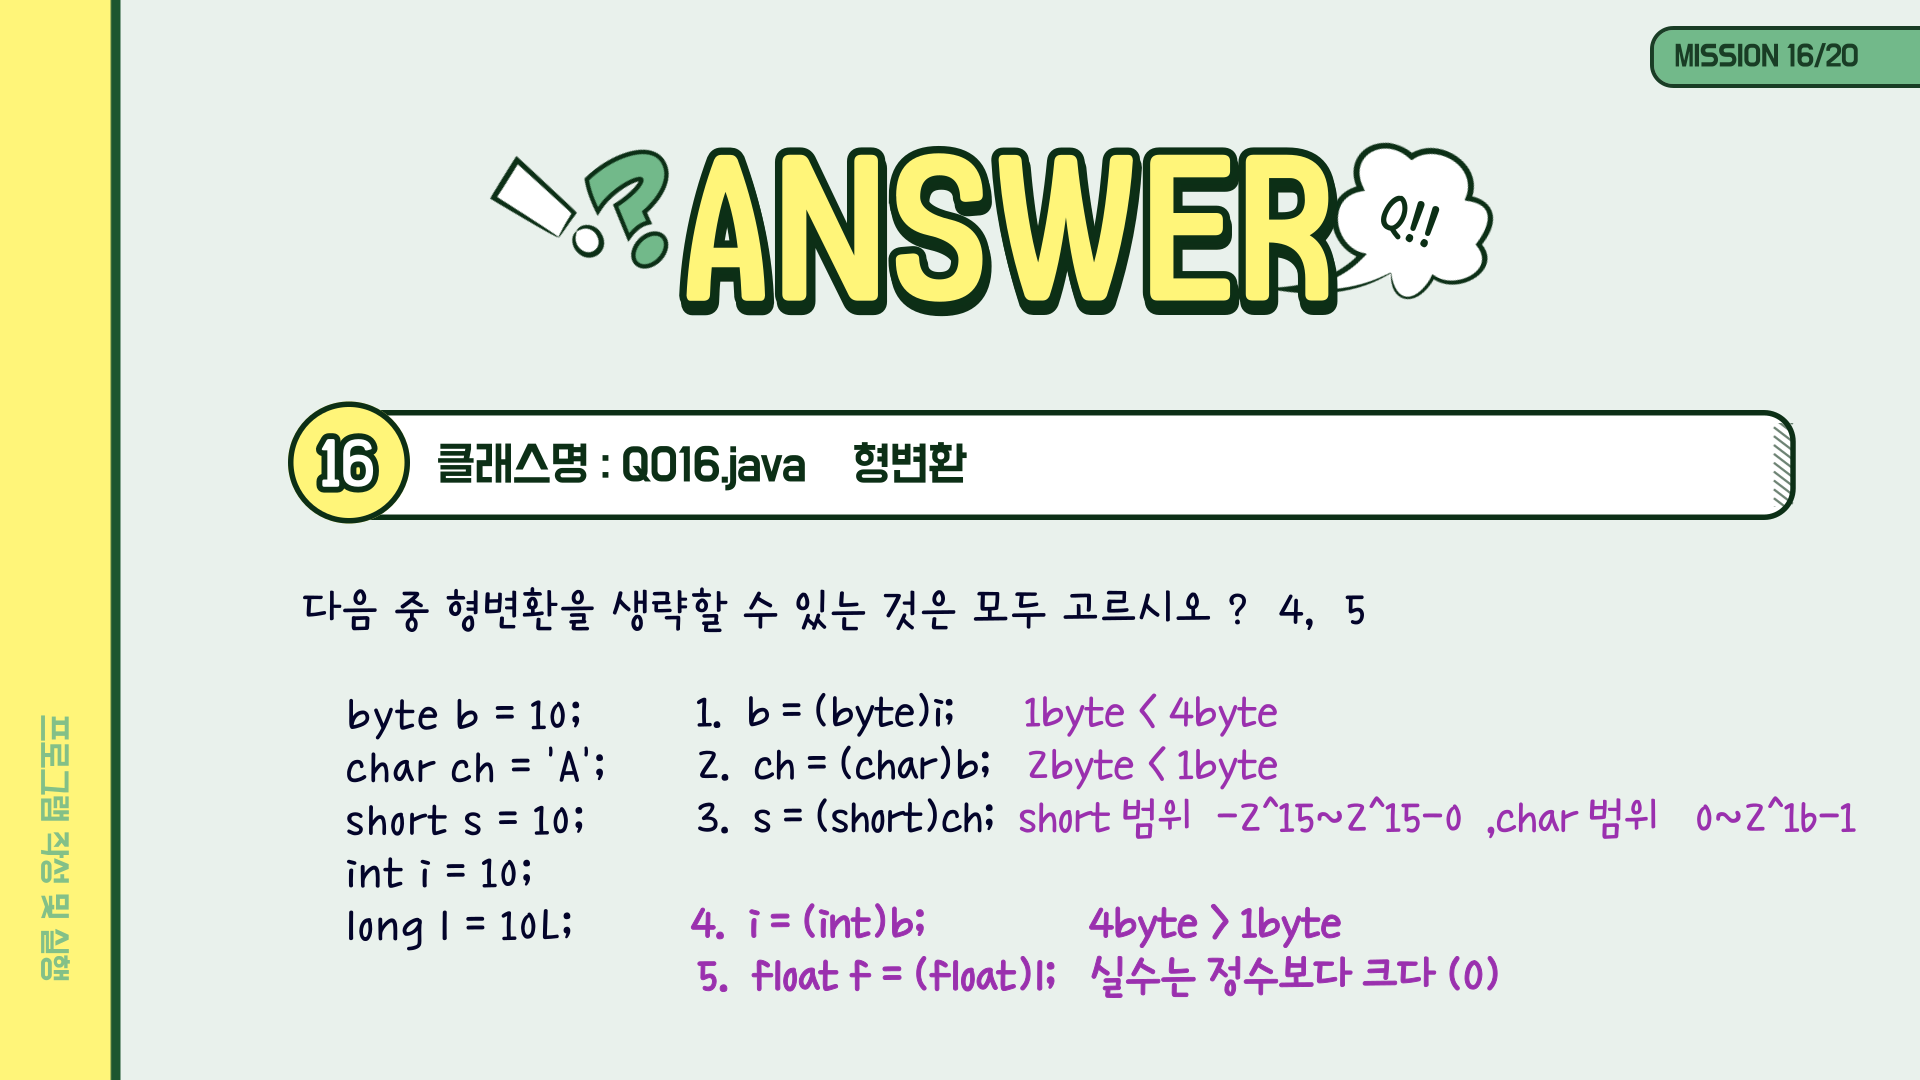 MISSION 16/20
ANSWER
Q!!
16 클래스명 : Q016.java 형변환
다음 중 형변환을 생략할 수 있는 것은 모두 고르시오 ? 4, 5
byte b = 10;
char ch = 'A';
short s = 10;
int i = 10;
long l = 10L;
1. b = (byte)i; 1byte < 4byte
2. ch = (char)b; 2byte < 1byte
3. s = (short)ch; short 범위 -2^15~2^15-0 ,char 범위 0~2^16-1
4. i = (int)b; 4byte > 1byte
5. float f = (float)l; 실수는 정수보다 크다 (0)
프로그램 작성 및 실행